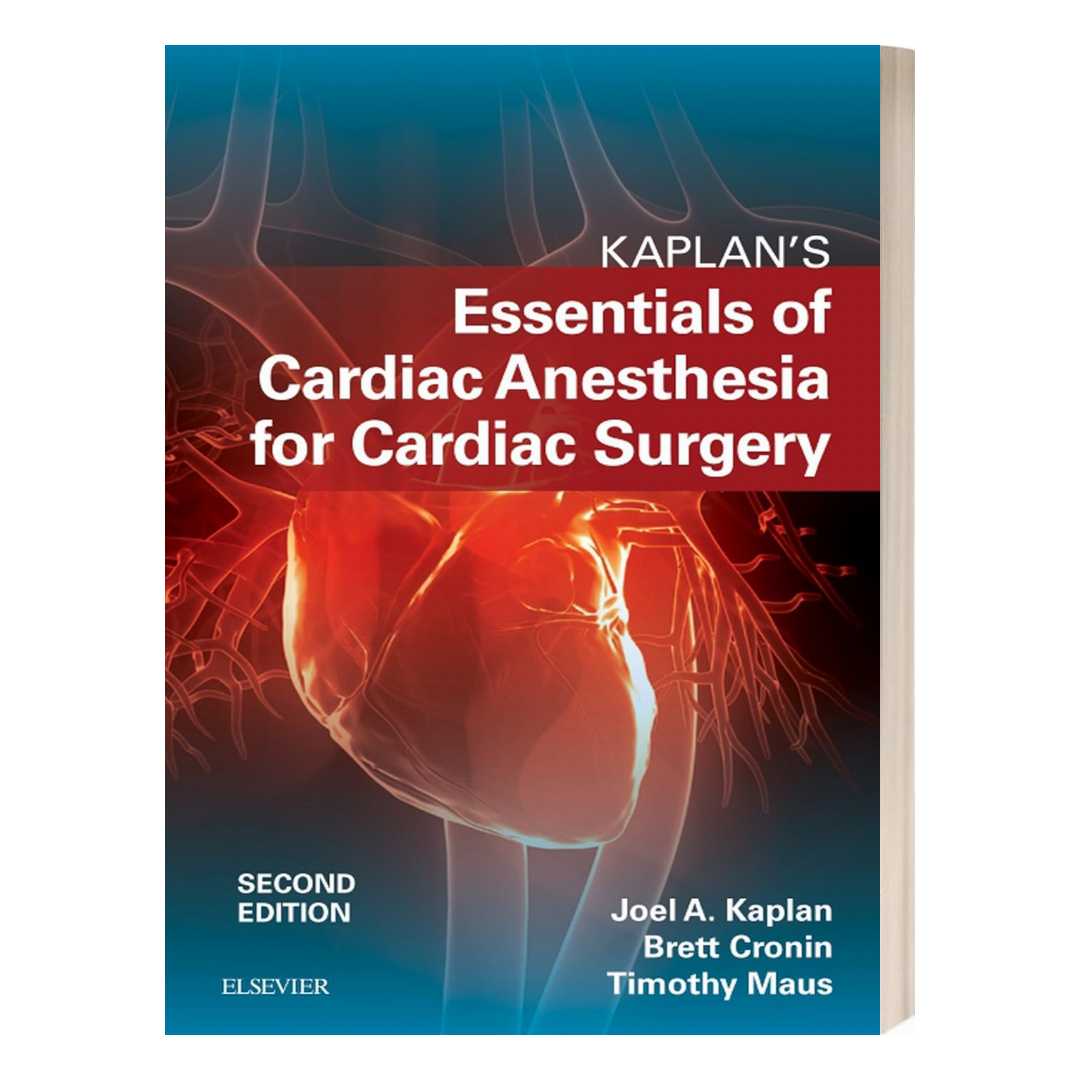 KAPLAN'S
Essentials of
Cardiac Anesthesia
for Cardiac Surgery
SECOND
EDITION
Joel A. Kaplan
Brett Cronin
Timothy Maus
ELSEVIER